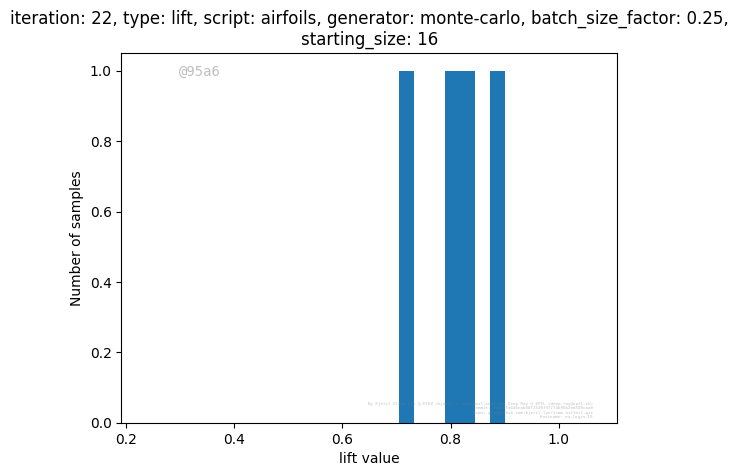 iteration: 22, type: lift, script: airfoils, generator: monte-carlo, batch_size_factor: 0.25,
starting_size: 16
@95a6
1.0
0.8
0.6
0.4
0.2
0.0
Number of samples
0.2 0.4 0.6 0.8 1.0
lift value